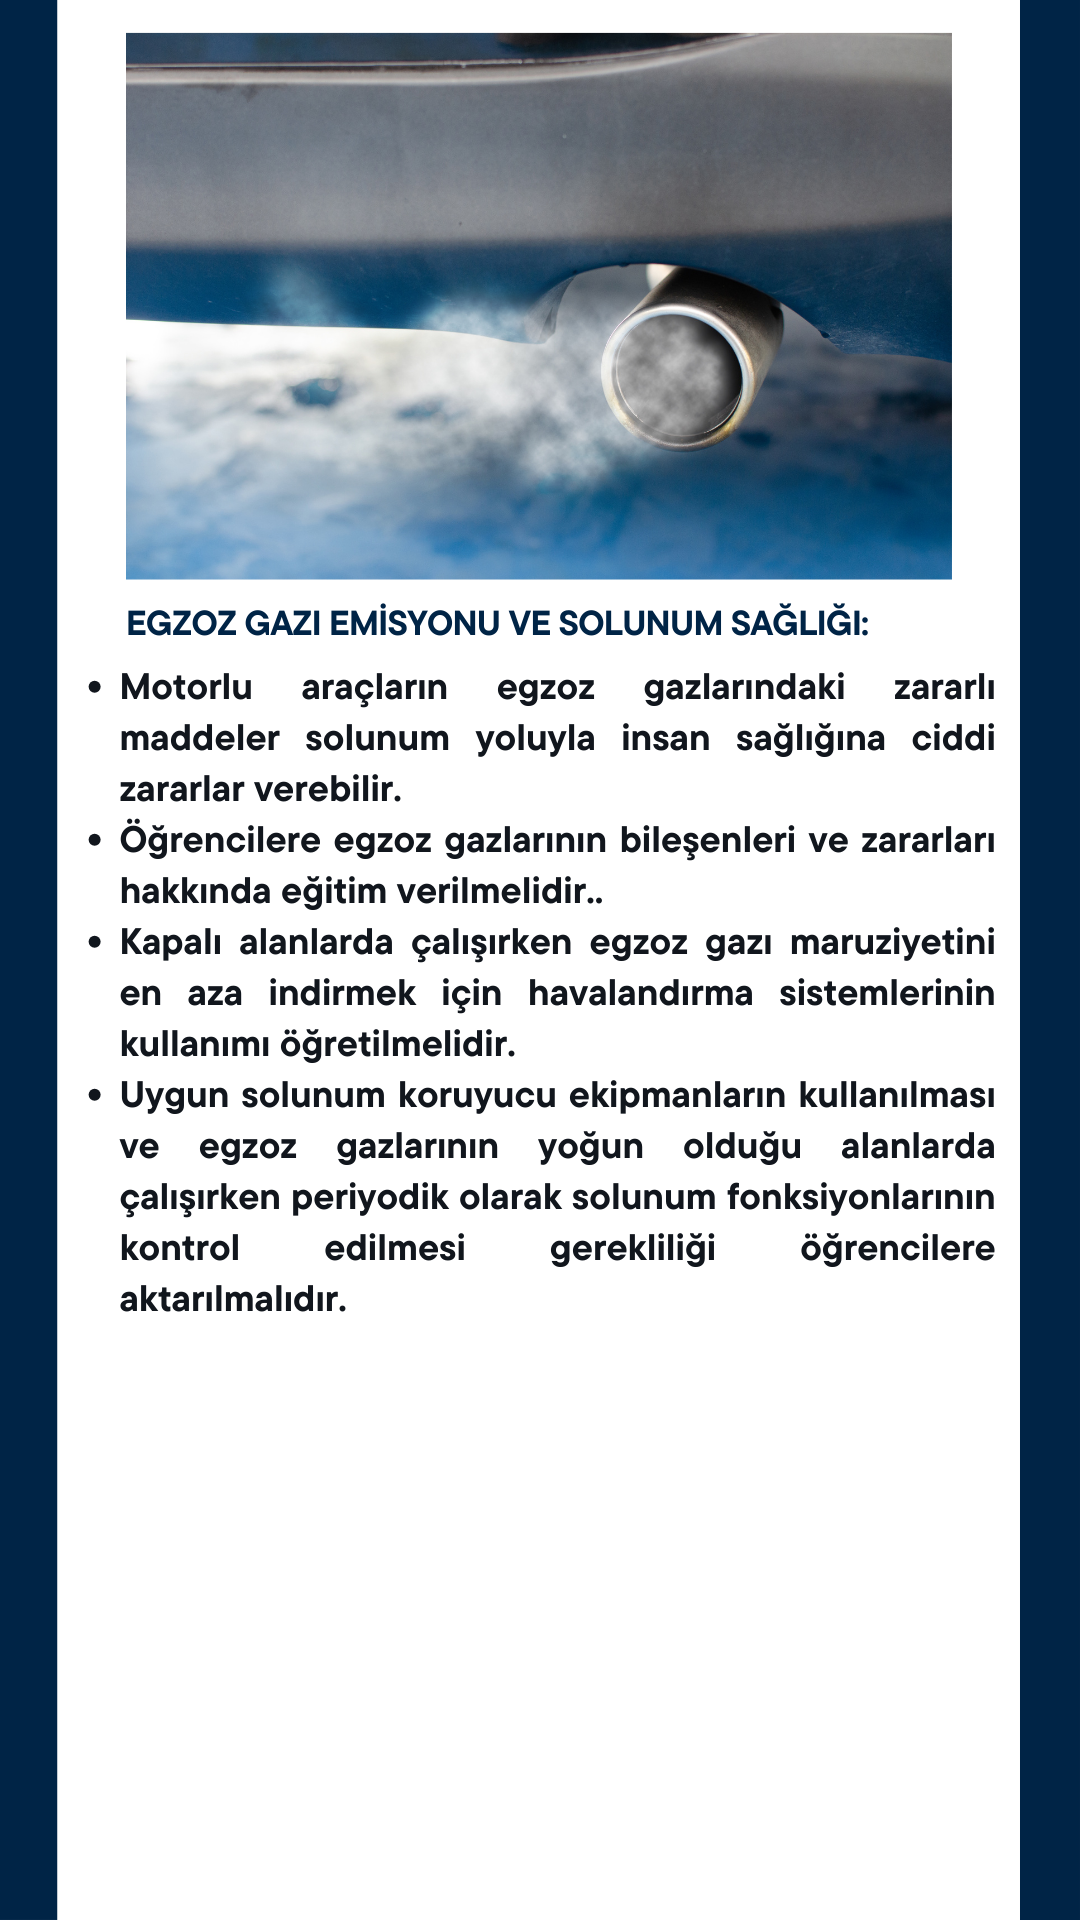 EGZOZ GAZI EMİSYONU VE SOLUNUM SAĞLIĞI:
• Motorlu araçların egzoz gazlarındaki zararlı
maddeler solunum yoluyla insan sağlığına ciddi
zararlar verebilir.
• Öğrencilere egzoz gazlarının bileşenleri ve zararları
hakkında eğitim verilmelidir..
• Kapalı alanlarda çalışırken egzoz gazı maruziyetini
en aza indirmek için havalandırma sistemlerinin
kullanımı öğretilmelidir.
• Uygun solunum koruyucu ekipmanların kullanılması
ve egzoz gazlarının yoğun olduğu alanlarda
çalışırken periyodik olarak solunum fonksiyonlarının
kontrol edilmesi gerekliliği öğrencilere
aktarılmalıdır.